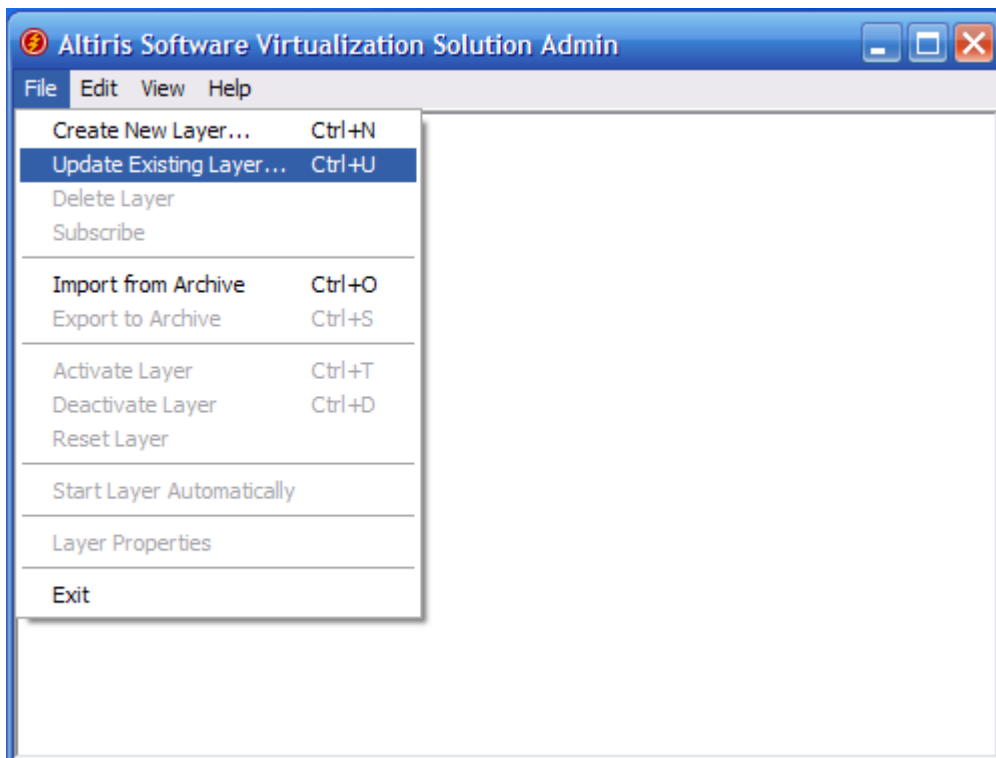 Altiris Software Virtualization Solution Admin
File Edit View Help
Create New Layer... Ctrl+N
Update Existing Layer... Ctrl+U
Delete Layer
Subscribe
Import from Archive Ctrl+O
Export to Archive Ctrl+S
Activate Layer Ctrl+T
Deactivate Layer Ctrl+D
Reset Layer
Start Layer Automatically
Layer Properties
Exit